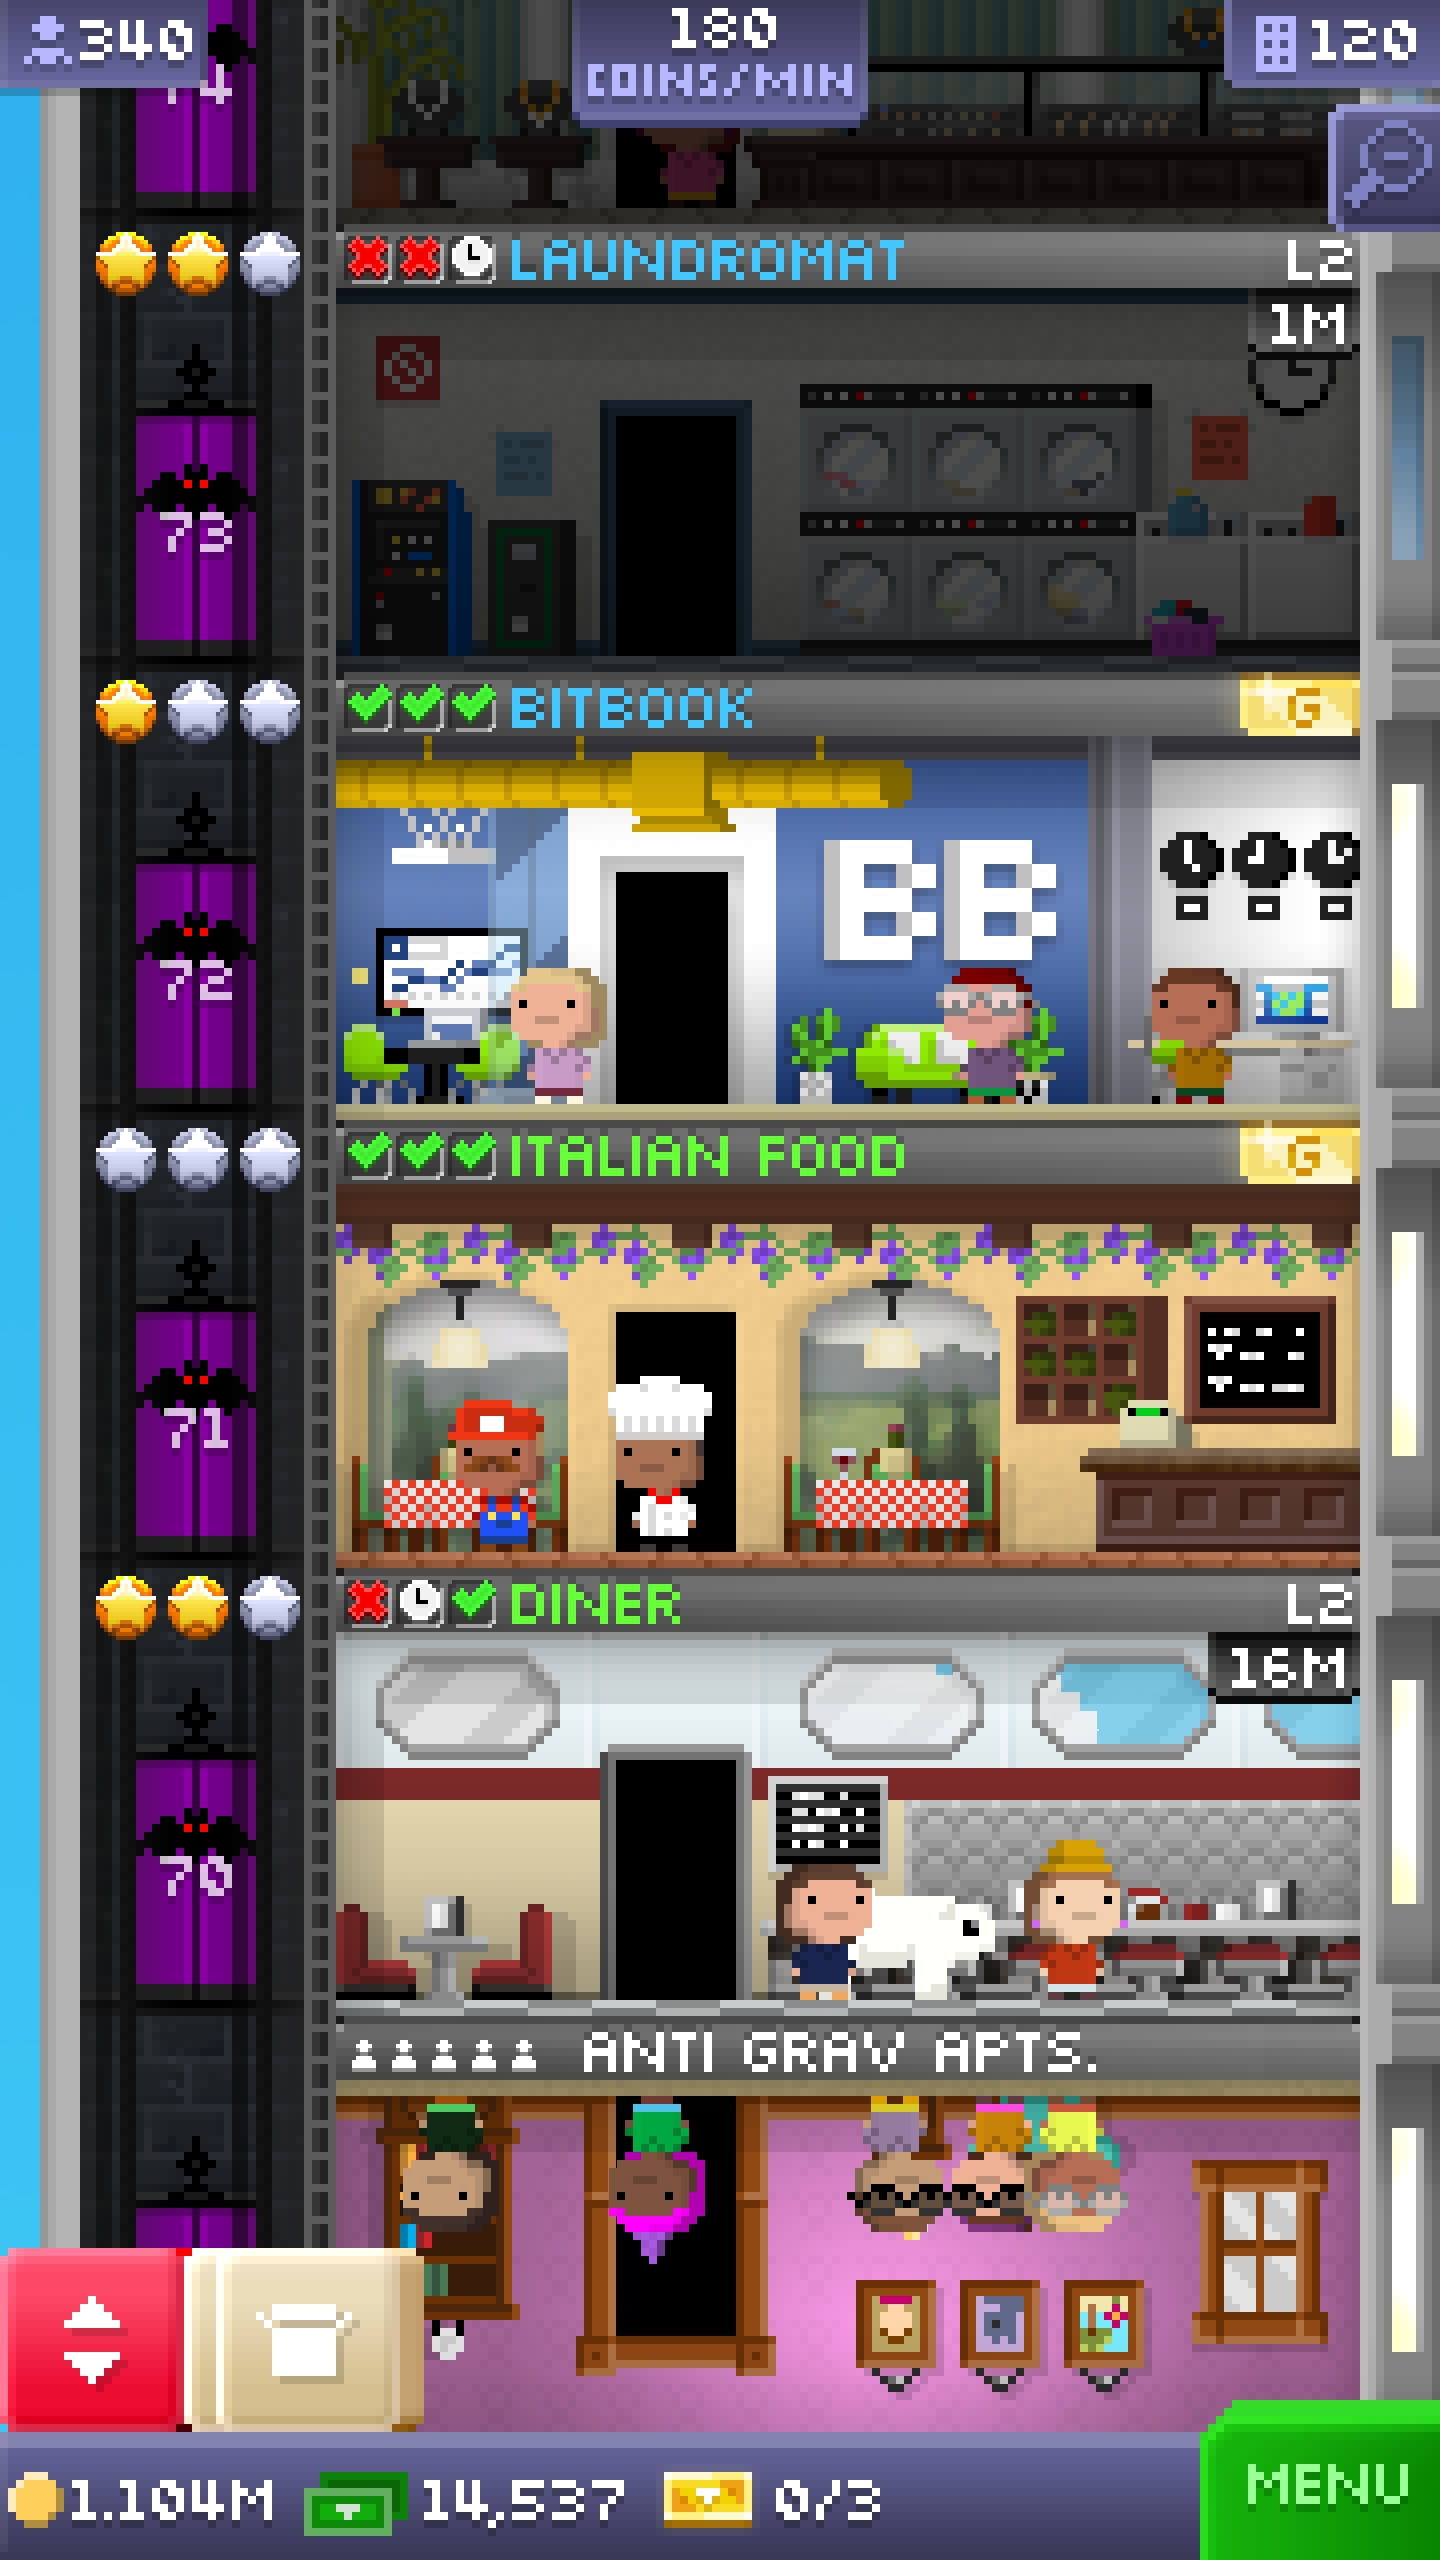 340
180
COINS/MIN
120
LAUNDROMAT
L2
1M
73
BITBOOK
G
BB
72
ITALIAN FOOD
G
71
DINER
L2
16M
70
ANTI GRAV APTS.
1.104M
14,537
0/3
MENU